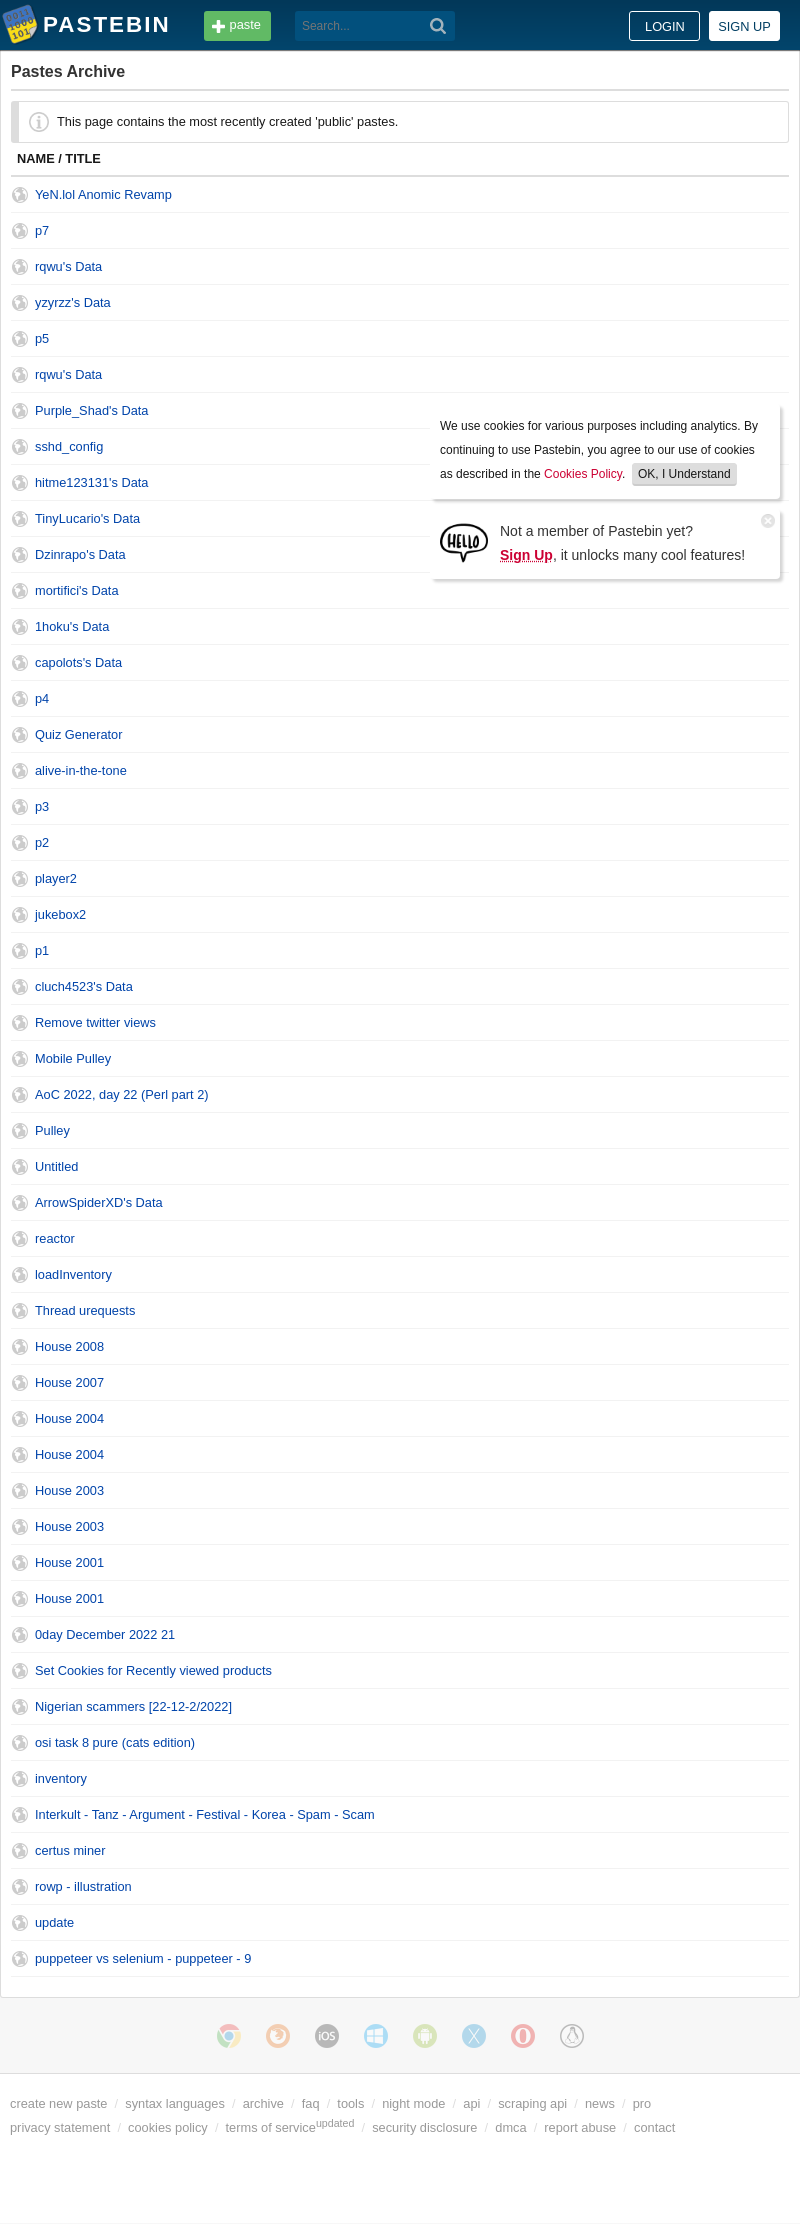 PASTEBIN paste Search... LOGIN SIGN UP
Pastes Archive
This page contains the most recently created 'public' pastes.
NAME / TITLE
YeN.lol Anomic Revamp
p7
rqwu's Data
yzyrzz's Data
p5
rqwu's Data
Purple_Shad's Data
sshd_config
hitme123131's Data
TinyLucario's Data
Dzinrapo's Data
mortifici's Data
1hoku's Data
capolots's Data
p4
Quiz Generator
alive-in-the-tone
p3
p2
player2
jukebox2
p1
cluch4523's Data
Remove twitter views
Mobile Pulley
AoC 2022, day 22 (Perl part 2)
Pulley
Untitled
ArrowSpiderXD's Data
reactor
loadInventory
Thread urequests
House 2008
House 2007
House 2004
House 2004
House 2003
House 2003
House 2001
House 2001
0day December 2022 21
Set Cookies for Recently viewed products
Nigerian scammers [22-12-2/2022]
osi task 8 pure (cats edition)
inventory
Interkult - Tanz - Argument - Festival - Korea - Spam - Scam
certus miner
rowp - illustration
update
puppeteer vs selenium - puppeteer - 9
We use cookies for various purposes including analytics. By
continuing to use Pastebin, you agree to our use of cookies
as described in the Cookies Policy. OK, I Understand
HELLO
Not a member of Pastebin yet?
Sign Up, it unlocks many cool features!
iOS
create new paste / syntax languages / archive / faq / tools / night mode / api / scraping api / news / pro
privacy statement / cookies policy / terms of serviceupdated / security disclosure / dmca / report abuse / contact